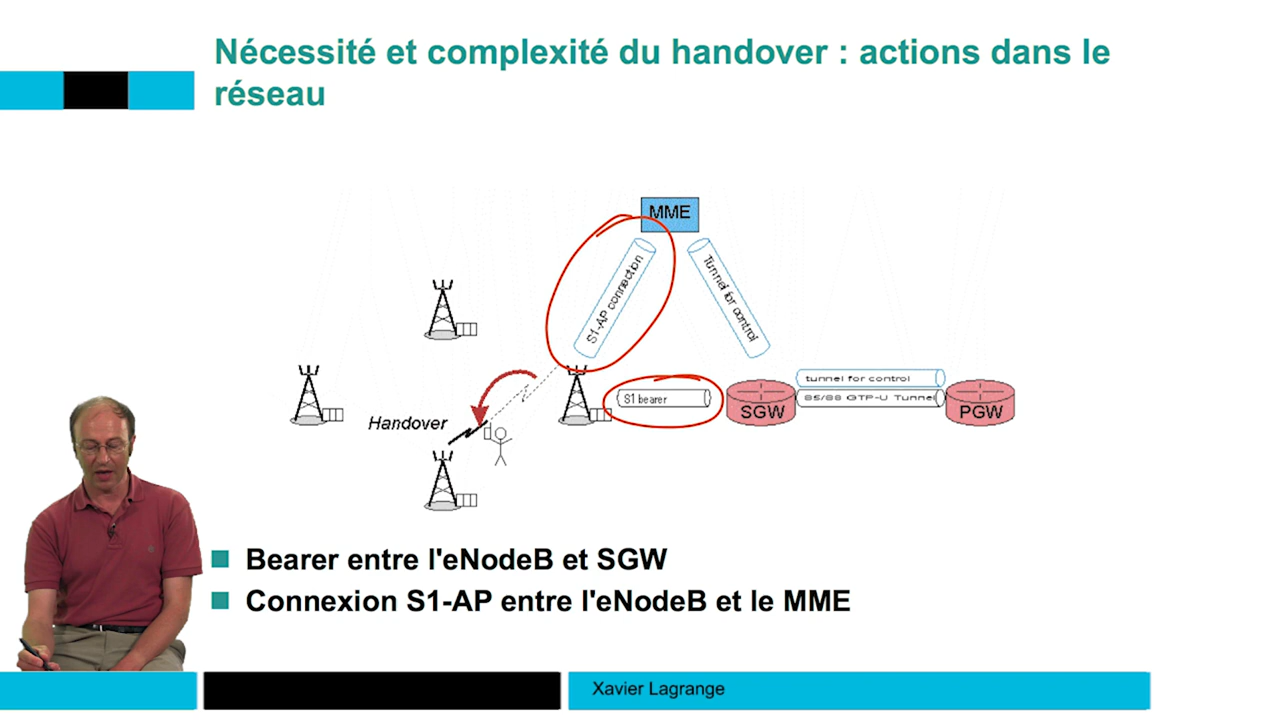 Nécessité et complexité du handover : actions dans le
réseau
MME
S1-AP connection
Tunnel for control
tunnel for control
S1 bearer
S5/S8 GTP-U Tunnel
SGW
PGW
Handover
Bearer entre l'eNodeB et SGW
Connexion S1-AP entre l'eNodeB et le MME
Xavier Lagrange